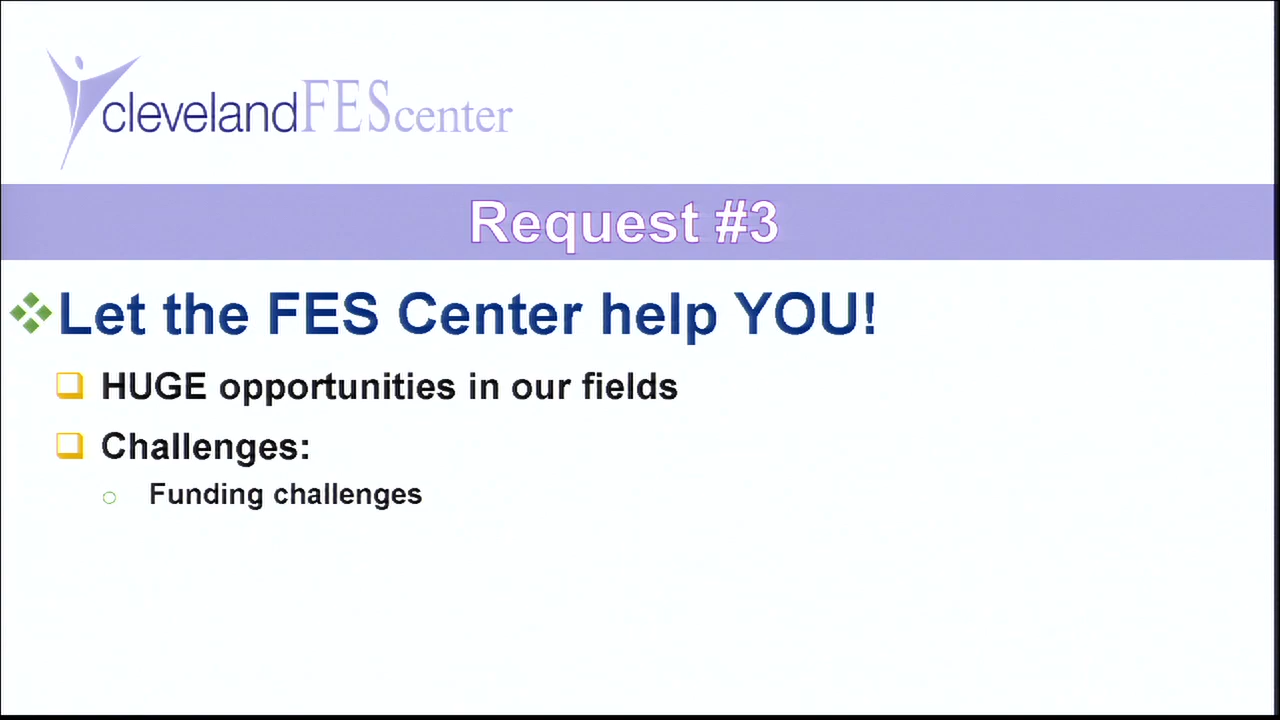 clevelandFEScenter
Request #3
Let the FES Center help YOU!
HUGE opportunities in our fields
Challenges:
Funding challenges